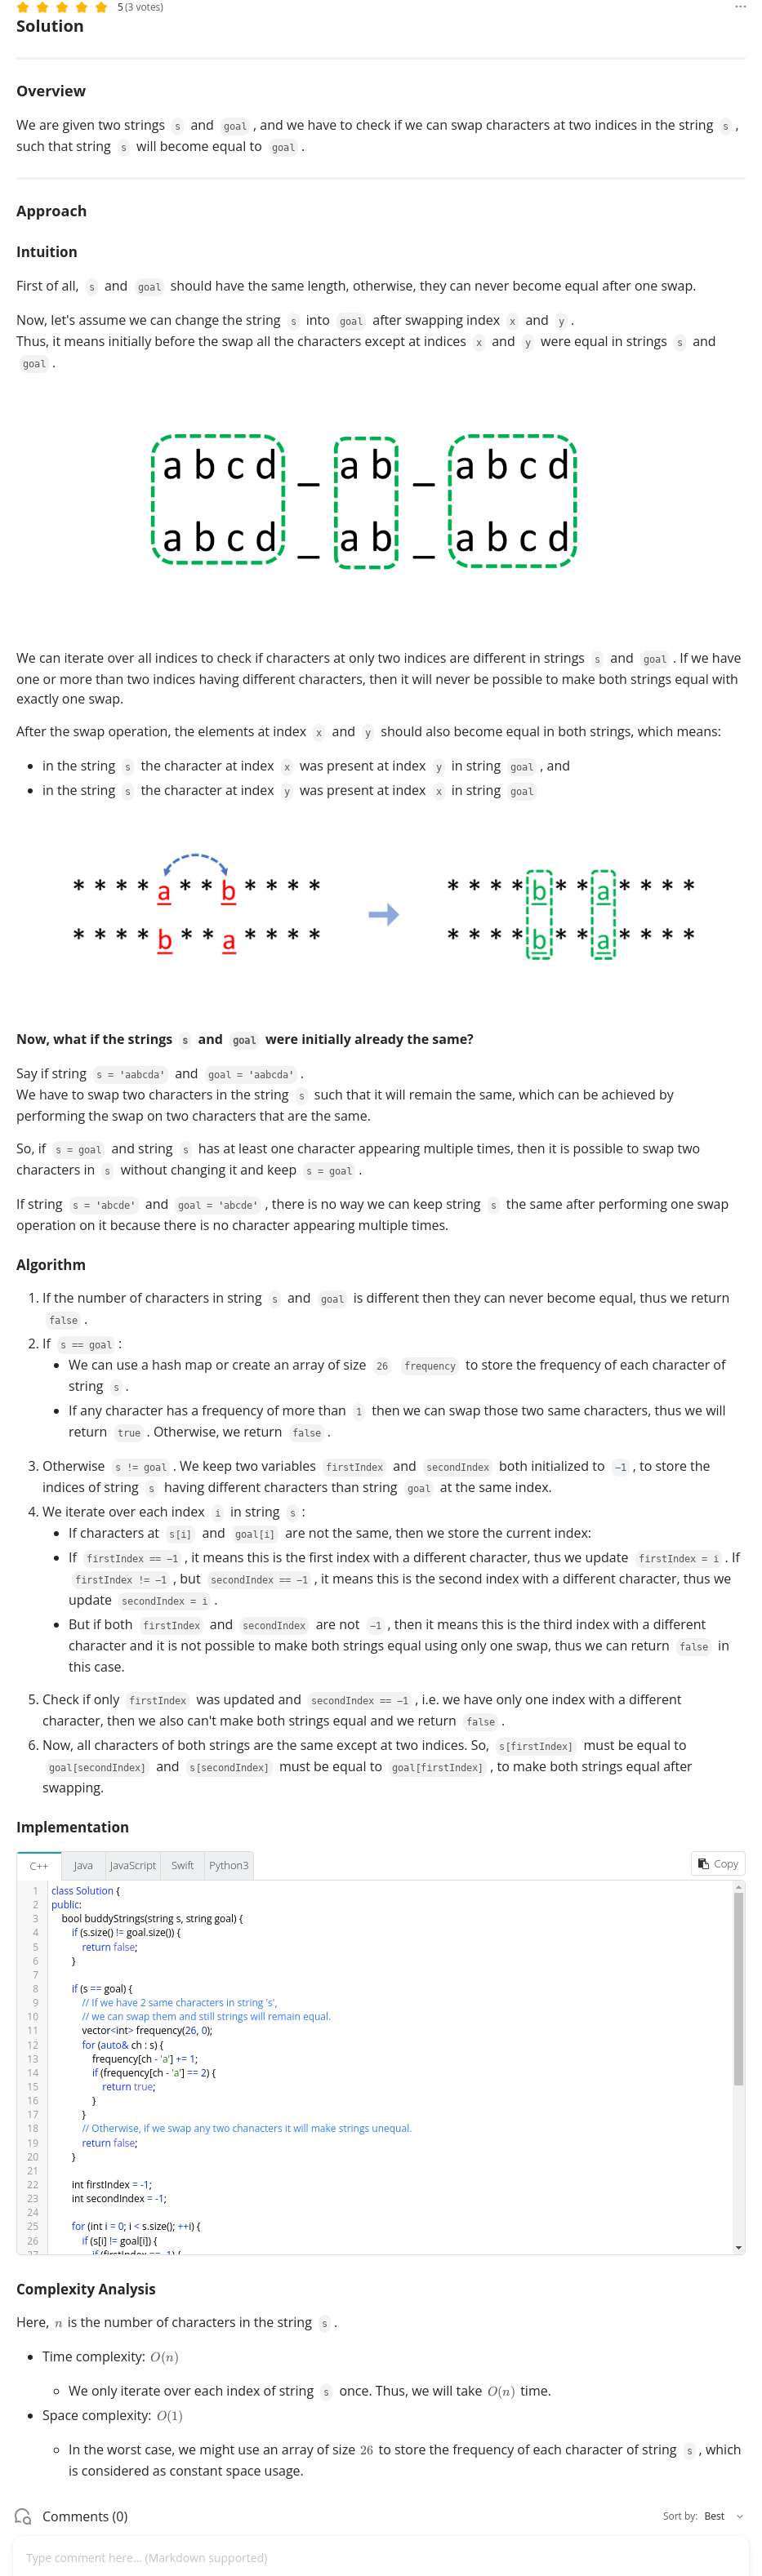 5 (3 votes)
Solution
Overview
We are given two strings s and goal , and we have to check if we can swap characters at two indices in the string s ,
such that string s will become equal to goal .
Approach
Intuition
First of all, s and goal should have the same length, otherwise, they can never become equal after one swap.
Now, let's assume we can change the string s into goal after swapping index x and y .
Thus, it means initially before the swap all the characters except at indices x and y were equal in strings s and
goal .
a b c d _ a b _ a b c d
a b c d _ a b _ a b c d
We can iterate over all indices to check if characters at only two indices are different in strings s and goal . If we have
one or more than two indices having different characters, then it will never be possible to make both strings equal with
exactly one swap.
After the swap operation, the elements at index x and y should also become equal in both strings, which means:
• in the string s the character at index x was present at index y in string goal , and
• in the string s the character at index y was present at index x in string goal
* * * * a * * b * * * * * * * * b * * a * * * *
* * * * b * * a * * * * * * * * b * * a * * * *
Now, what if the strings s and goal were initially already the same?
Say if string s = 'aabcda' and goal = 'aabcda' .
We have to swap two characters in the string s such that it will remain the same, which can be achieved by
performing the swap on two characters that are the same.
So, if s = goal and string s has at least one character appearing multiple times, then it is possible to swap two
characters in s without changing it and keep s = goal .
If string s = 'abcde' and goal = 'abcde' , there is no way we can keep string s the same after performing one swap
operation on it because there is no character appearing multiple times.
Algorithm
1. If the number of characters in string s and goal is different then they can never become equal, thus we return
false .
2. If s == goal :
• We can use a hash map or create an array of size 26 frequency to store the frequency of each character of
string s .
• If any character has a frequency of more than 1 then we can swap those two same characters, thus we will
return true . Otherwise, we return false .
3. Otherwise s != goal . We keep two variables firstIndex and secondIndex both initialized to -1 , to store the
indices of string s having different characters than string goal at the same index.
4. We iterate over each index i in string s :
• If characters at s[i] and goal[i] are not the same, then we store the current index:
• If firstIndex == -1 , it means this is the first index with a different character, thus we update firstIndex = i . If
firstIndex != -1 , but secondIndex == -1 , it means this is the second index with a different character, thus we
update secondIndex = i .
• But if both firstIndex and secondIndex are not -1 , then it means this is the third index with a different
character and it is not possible to make both strings equal using only one swap, thus we can return false in
this case.
5. Check if only firstIndex was updated and secondIndex == -1 , i.e. we have only one index with a different
character, then we also can't make both strings equal and we return false .
6. Now, all characters of both strings are the same except at two indices. So, s[firstIndex] must be equal to
goal[secondIndex] and s[secondIndex] must be equal to goal[firstIndex] , to make both strings equal after
swapping.
Implementation
C++ Java JavaScript Swift Python3 Copy
1 class Solution {
2 public:
3 bool buddyStrings(string s, string goal) {
4 if (s.size() != goal.size()) {
5 return false;
6 }
7
8 if (s == goal) {
9 // If we have 2 same characters in string 's',
10 // we can swap them and still strings will remain equal.
11 vector<int> frequency(26, 0);
12 for (auto& ch : s) {
13 frequency[ch - 'a'] += 1;
14 if (frequency[ch - 'a'] == 2) {
15 return true;
16 }
17 }
18 // Otherwise, if we swap any two chanacters it will make strings unequal.
19 return false;
20 }
21
22 int firstIndex = -1;
23 int secondIndex = -1;
24
25 for (int i = 0; i < s.size(); ++i) {
26 if (s[i] != goal[i]) {
27 if (firstIndex == -1) {
Complexity Analysis
Here, n is the number of characters in the string s .
• Time complexity: O(n)
◦ We only iterate over each index of string s once. Thus, we will take O(n) time.
• Space complexity: O(1)
◦ In the worst case, we might use an array of size 26 to store the frequency of each character of string s , which
is considered as constant space usage.
Comments (0) Sort by: Best
Type comment here... (Markdown supported)